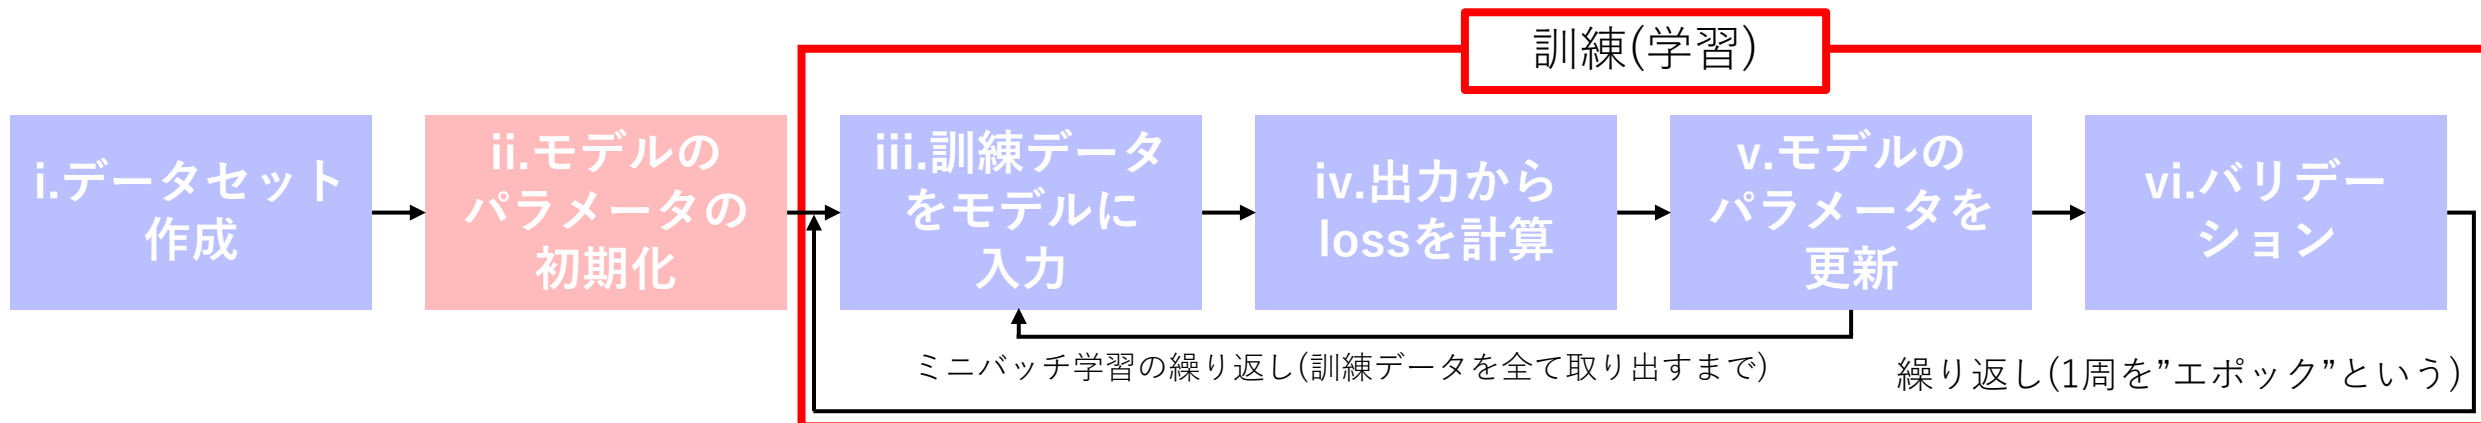 訓練(学習)
i.データセット
作成
ii.モデルの
パラメータの
初期化
iii.訓練データ
をモデルに
入力
iv.出力から
lossを計算
v.モデルの
パラメータを
更新
vi.バリデー
ション
ミニバッチ学習の繰り返し(訓練データを全て取り出すまで)
繰り返し(1周を”エポック”という)